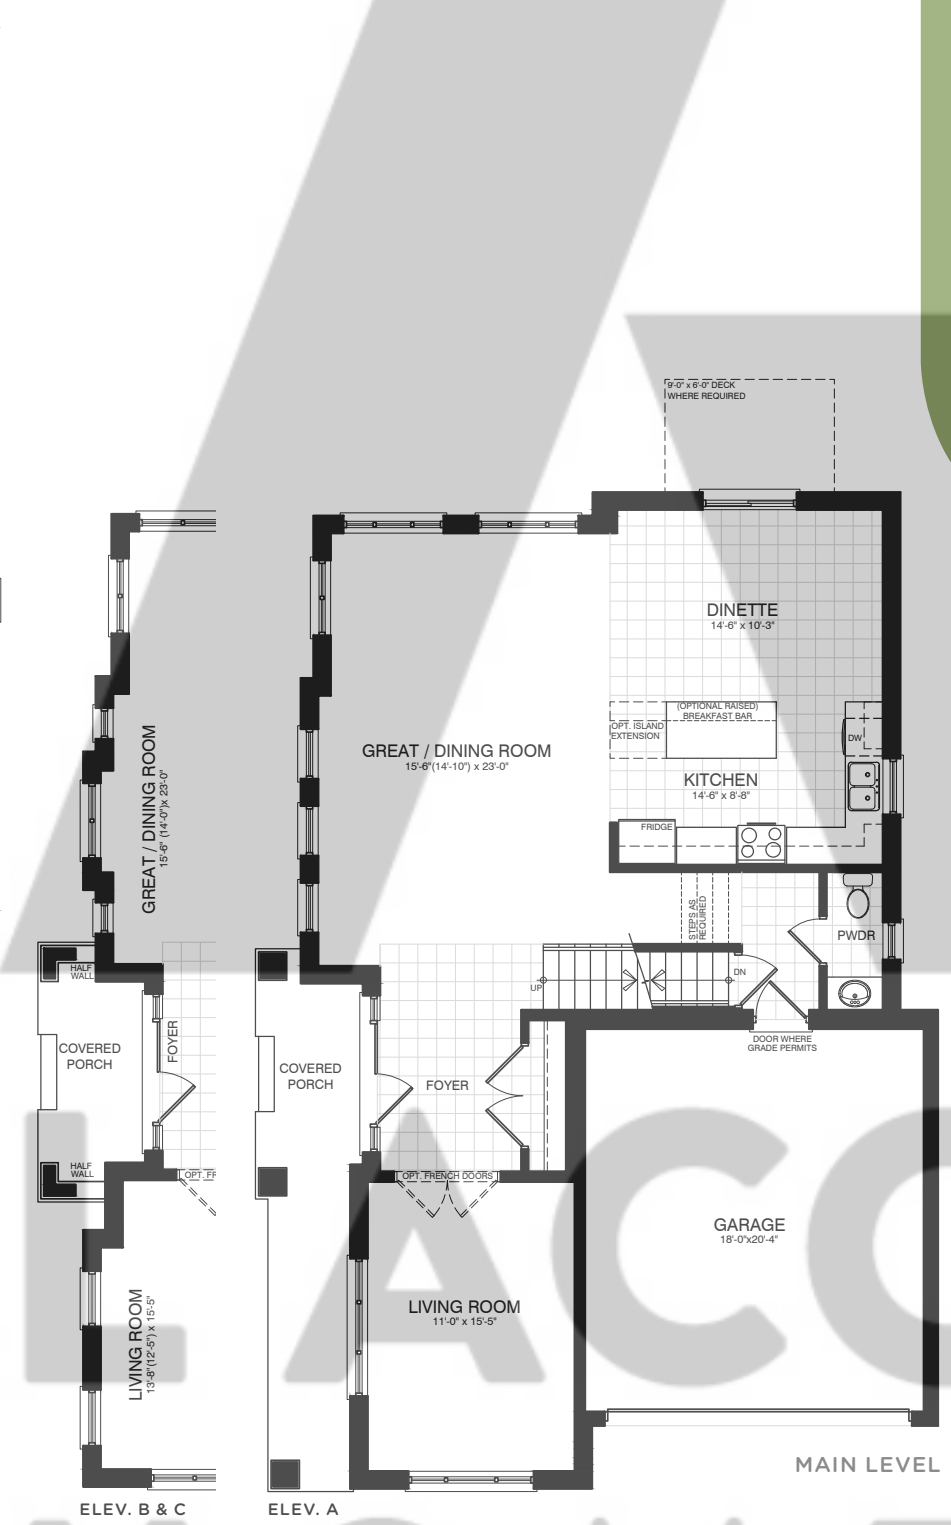 9'-0" x 6'-0" DECK
WHERE REQUIRED
DINETTE
14'-6" x 10'-3"
(OPTIONAL RAISED)
BREAKFAST BAR
OPT. ISLAND
EXTENSION
DW
GREAT / DINING ROOM
15'-6"(14'-10") x 23'-0"
KITCHEN
14'-6" x 8'-8"
FRIDGE
GREAT / DINING ROOM
15'-6" (14'-0")x 23'-0"
STEPS AS
REQUIRED
PWDR
HALF
WALL
UP
DN
FOYER
COVERED
PORCH
COVERED
PORCH
FOYER
DOOR WHERE
GRADE PERMITS
HALF
WALL
OPT. FR
OPT. FRENCH DOORS
GARAGE
18'-0"x20'-4"
LIVING ROOM
11'-0" x 15'-5"
LIVING ROOM
13'-8"(12'-5") x 15'-5"
MAIN LEVEL
ELEV. B & C
ELEV. A
L ACC